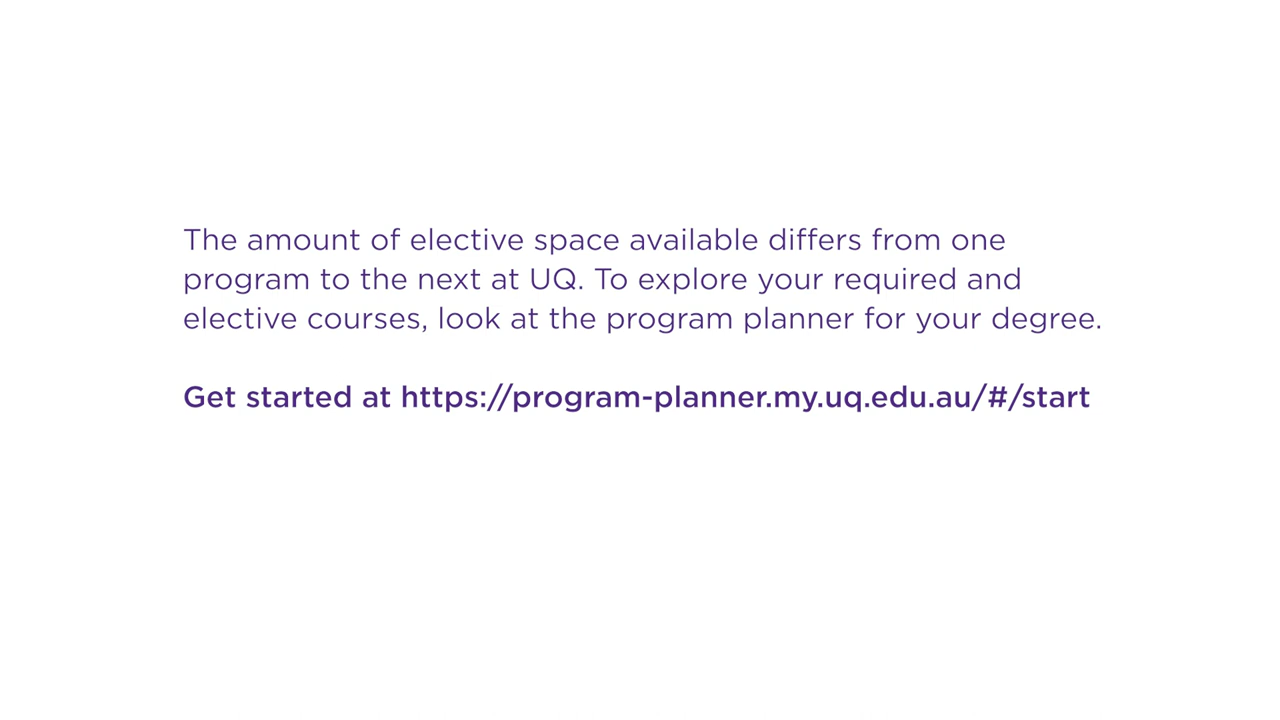 The amount of elective space available differs from one
program to the next at UQ. To explore your required and
elective courses, look at the program planner for your degree.
Get started at https://program-planner.my.uq.edu.au/#/start